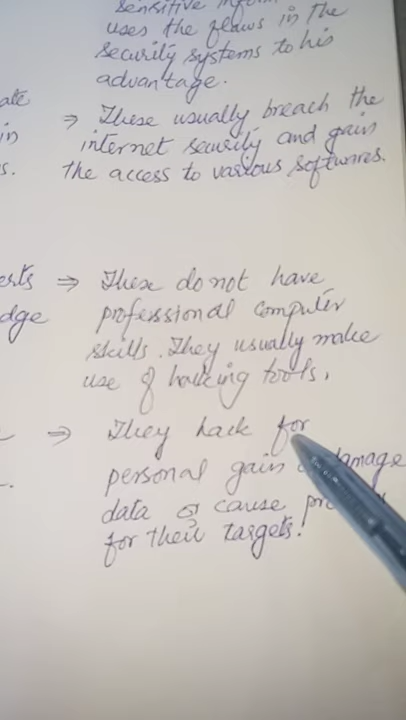 sensitive
uses the flaws in the
security systems to his
advantage.
ate
⇒ These usually breach the
in internet security and gain
s. the access to various softwares.
erts ⇒ These do not have
dge professional computer
skills. They usually make
use of hacking tools.
⇒ They hack for
personal gain damage
data or cause
for their targets.